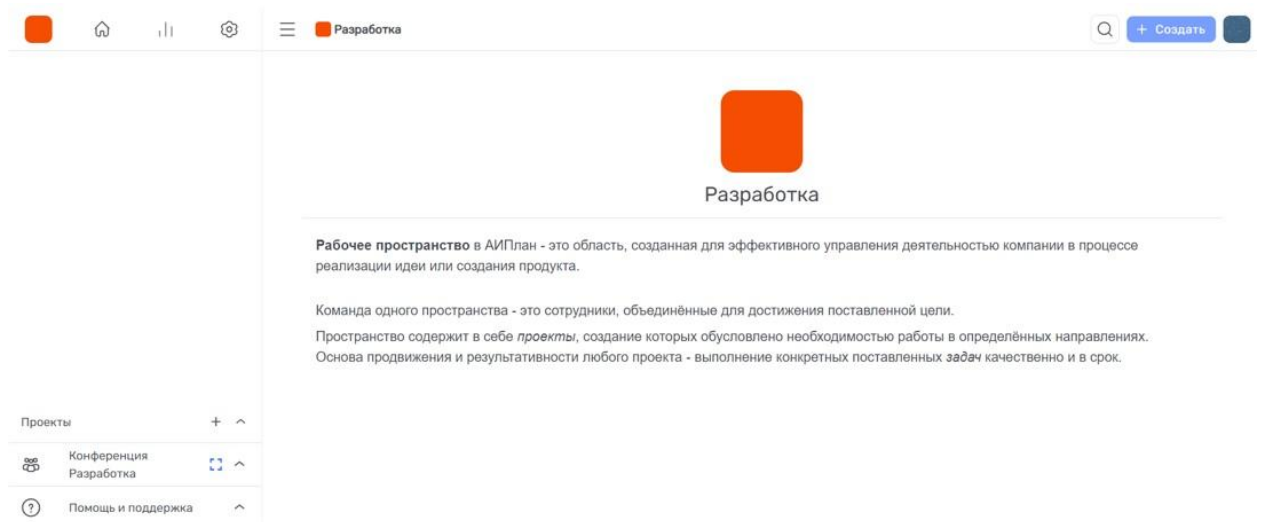 Разработка
+ Создать
Разработка
Рабочее пространство в АИПлан - это область, созданная для эффективного управления деятельностью компании в процессе
реализации идеи или создания продукта.
Команда одного пространства - это сотрудники, объединённые для достижения поставленной цели.
Пространство содержит в себе проекты, создание которых обусловлено необходимостью работы в определённых направлениях.
Основа продвижения и результативности любого проекта - выполнение конкретных поставленных задач качественно и в срок.
Проекты
Конференция
Разработка
Помощь и поддержка